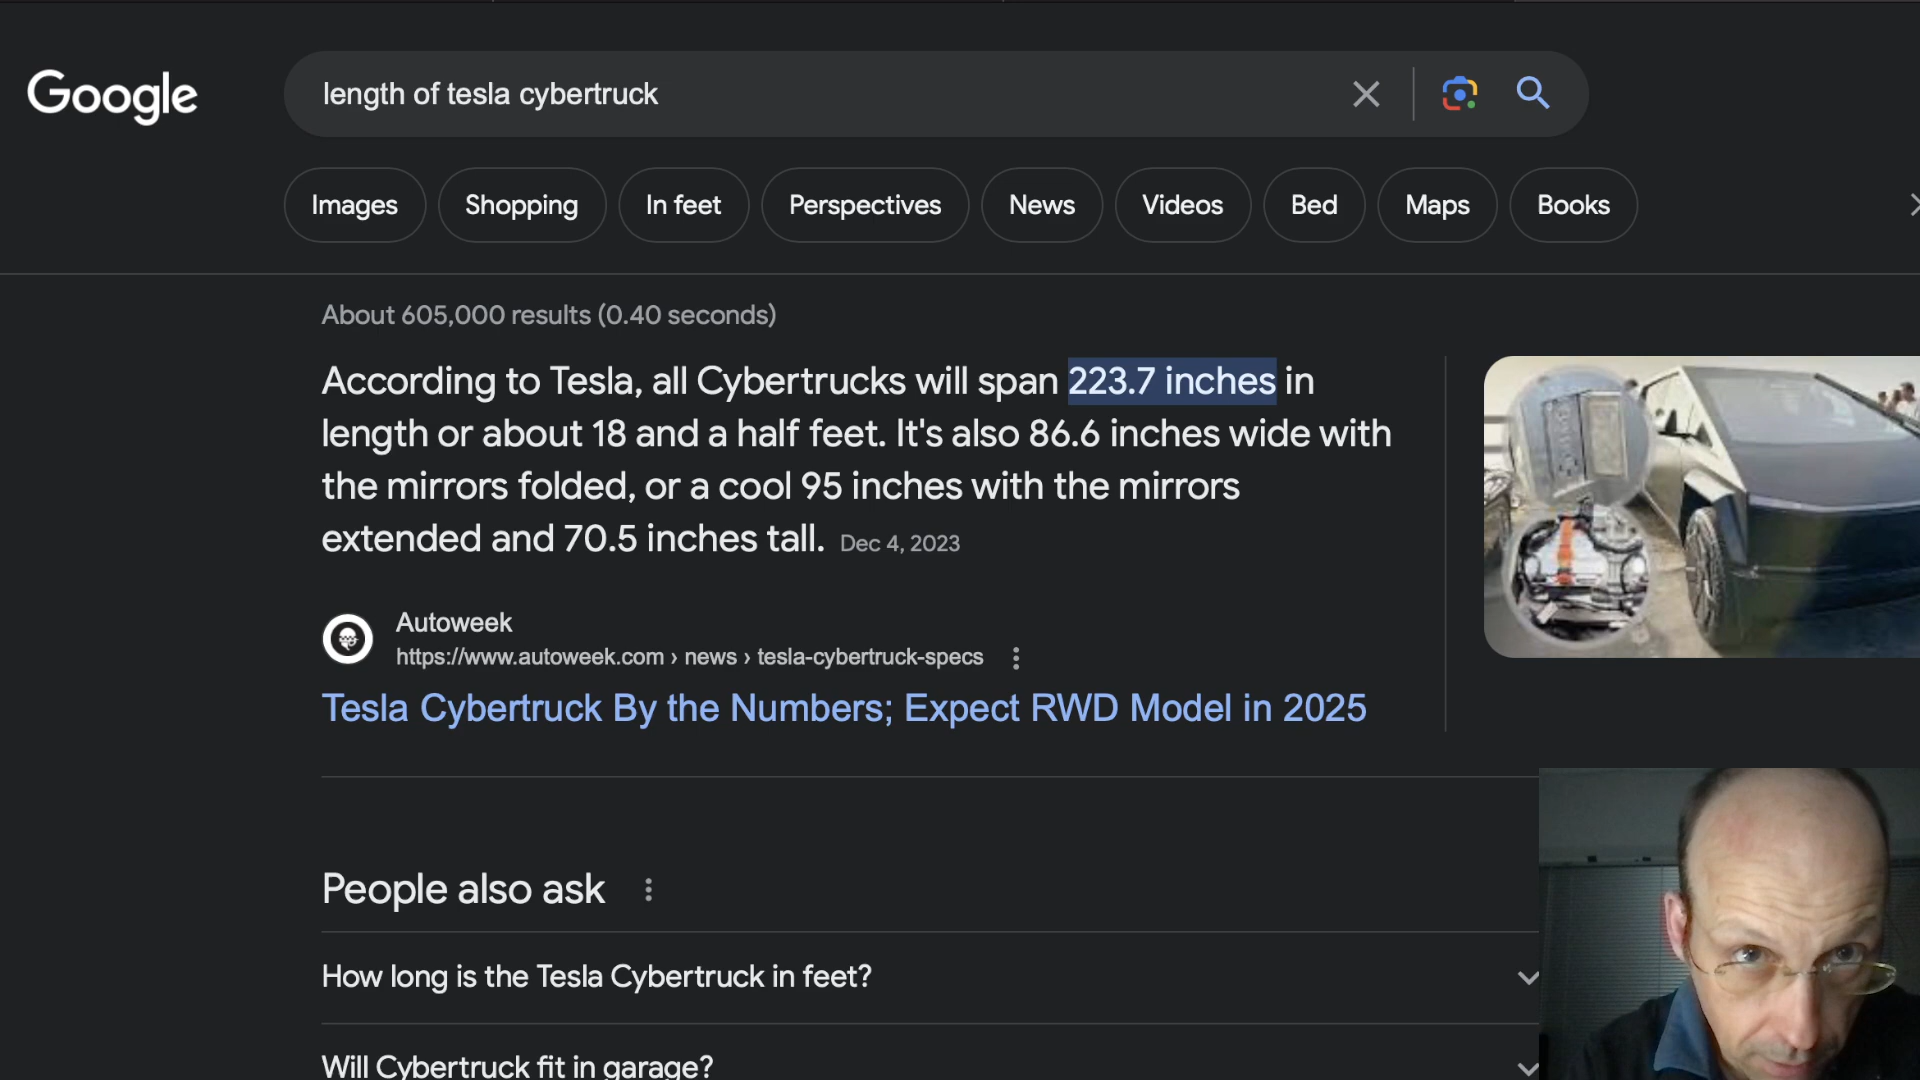 Google
length of tesla cybertruck
Images Shopping In feet Perspectives News Videos Bed Maps Books
About 605,000 results (0.40 seconds)
According to Tesla, all Cybertrucks will span 223.7 inches in
length or about 18 and a half feet. It's also 86.6 inches wide with
the mirrors folded, or a cool 95 inches with the mirrors
extended and 70.5 inches tall. Dec 4, 2023
Autoweek
https://www.autoweek.com › news › tesla-cybertruck-specs
Tesla Cybertruck By the Numbers; Expect RWD Model in 2025
People also ask
How long is the Tesla Cybertruck in feet?
Will Cybertruck fit in garage?